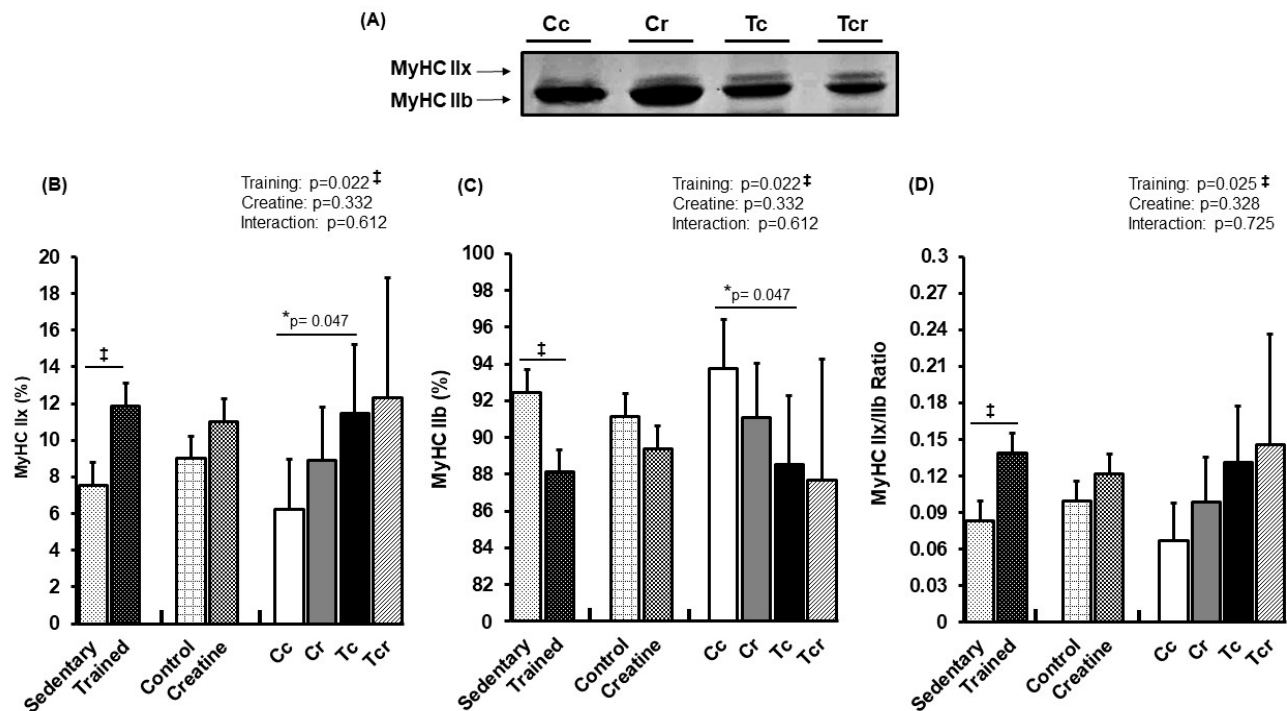 (A)
Cc Cr Tc Tcr
MyHC IIx
MyHC IIb
(B)
Training: p=0.022 ‡
Creatine: p=0.332
Interaction: p=0.612
MyHC IIx (%)
20
18
16
14
12
10
8
6
4
2
0
‡
*p= 0.047
Sedentary
Trained
Control
Creatine
Cc
Cr
Tc
Tcr
(C)
Training: p=0.022 ‡
Creatine: p=0.332
Interaction: p=0.612
MyHC IIb (%)
100
98
96
94
92
90
88
86
84
82
0
‡
*p= 0.047
Sedentary
Trained
Control
Creatine
Cc
Cr
Tc
Tcr
(D)
Training: p=0.025 ‡
Creatine: p=0.328
Interaction: p=0.725
MyHC IIx/IIb Ratio
0.3
0.27
0.24
0.21
0.18
0.15
0.12
0.09
0.06
0.03
0
‡
Sedentary
Trained
Control
Creatine
Cc
Cr
Tc
Tcr